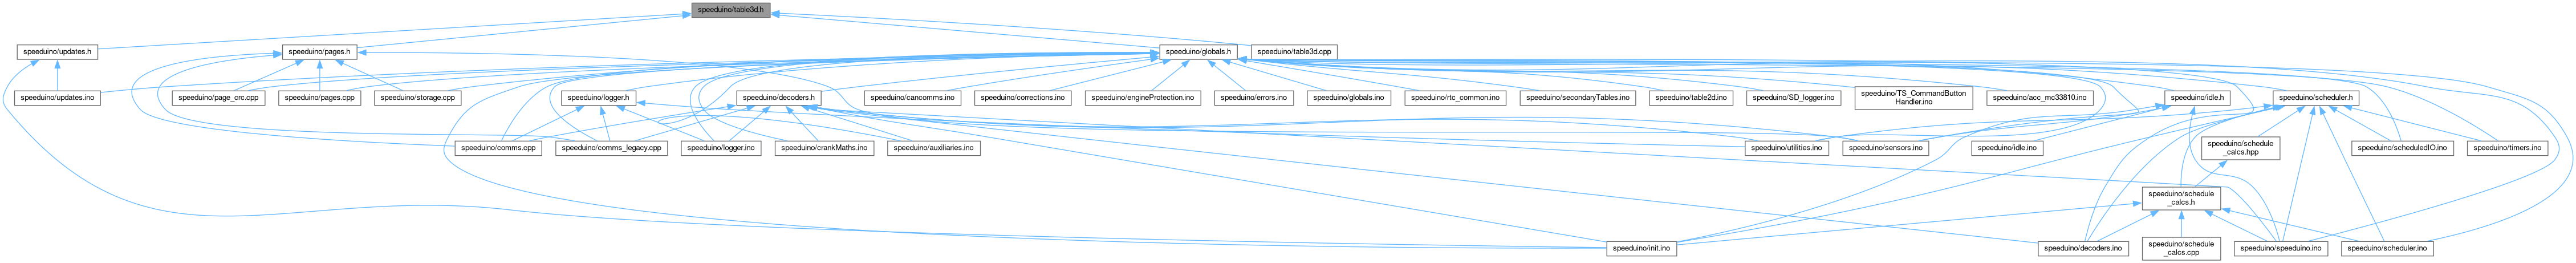 speeduino/table3d.h
speeduino/updates.h
speeduino/pages.h
speeduino/globals.h
speeduino/table3d.cpp
speeduino/updates.ino
speeduino/page_crc.cpp
speeduino/pages.cpp
speeduino/storage.cpp
speeduino/logger.h
speeduino/decoders.h
speeduino/cancomms.ino
speeduino/corrections.ino
speeduino/engineProtection.ino
speeduino/errors.ino
speeduino/globals.ino
speeduino/rtc_common.ino
speeduino/secondaryTables.ino
speeduino/table2d.ino
speeduino/SD_logger.ino
speeduino/TS_CommandButton
Handler.ino
speeduino/acc_mc33810.ino
speeduino/idle.h
speeduino/scheduler.h
speeduino/comms.cpp
speeduino/comms_legacy.cpp
speeduino/logger.ino
speeduino/crankMaths.ino
speeduino/auxiliaries.ino
speeduino/utilities.ino
speeduino/sensors.ino
speeduino/idle.ino
speeduino/schedule
_calcs.hpp
speeduino/scheduledIO.ino
speeduino/timers.ino
speeduino/schedule
_calcs.h
speeduino/init.ino
speeduino/decoders.ino
speeduino/schedule
_calcs.cpp
speeduino/speeduino.ino
speeduino/scheduler.ino